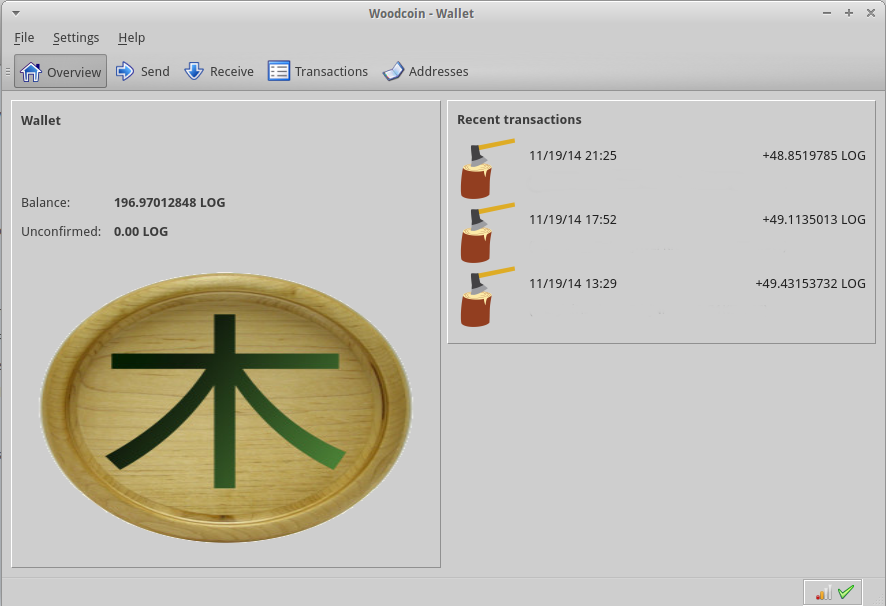 Woodcoin - Wallet
File Settings Help
Overview Send Receive Transactions Addresses
Wallet
Balance: 196.97012848 LOG
Unconfirmed: 0.00 LOG
木
Recent transactions
11/19/14 21:25 +48.8519785 LOG
11/19/14 17:52 +49.1135013 LOG
11/19/14 13:29 +49.43153732 LOG